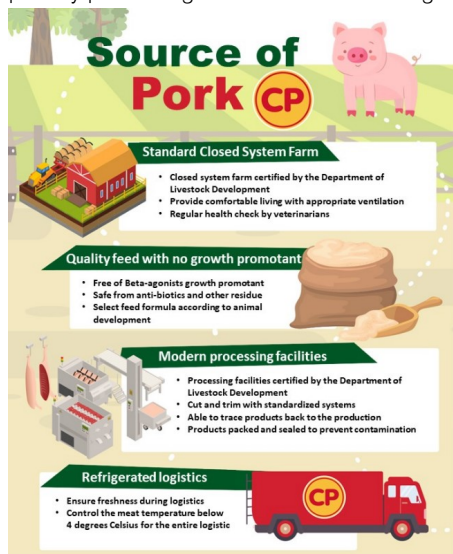 Source of
Pork CP
Standard Closed System Farm
• Closed system farm certified by the Department of
Livestock Development
• Provide comfortable living with appropriate ventilation
• Regular health check by veterinarians
Quality feed with no growth promotant
• Free of Beta-agonists growth promotant
• Safe from anti-biotics and other residue
• Select feed formula according to animal
development
Modern processing facilities
• Processing facilities certified by the Department of
Livestock Development
• Cut and trim with standardized systems
• Able to trace products back to the production
• Products packed and sealed to prevent contamination
Refrigerated logistics
• Ensure freshness during logistics
• Control the meat temperature below
4 degrees Celsius for the entire logistic
CP